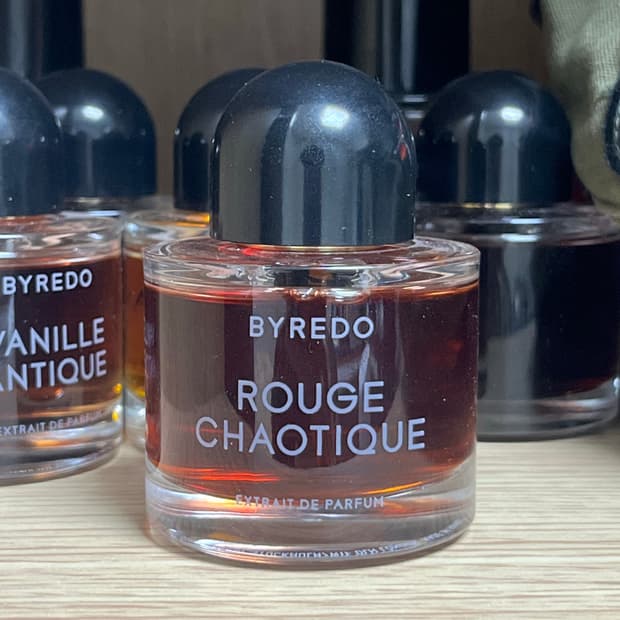 BYREDO
VANILLE
ANTIQUE
EXTRAIT DE PARFUM
BYREDO
ROUGE
CHAOTIQUE
EXTRAIT DE PARFUM